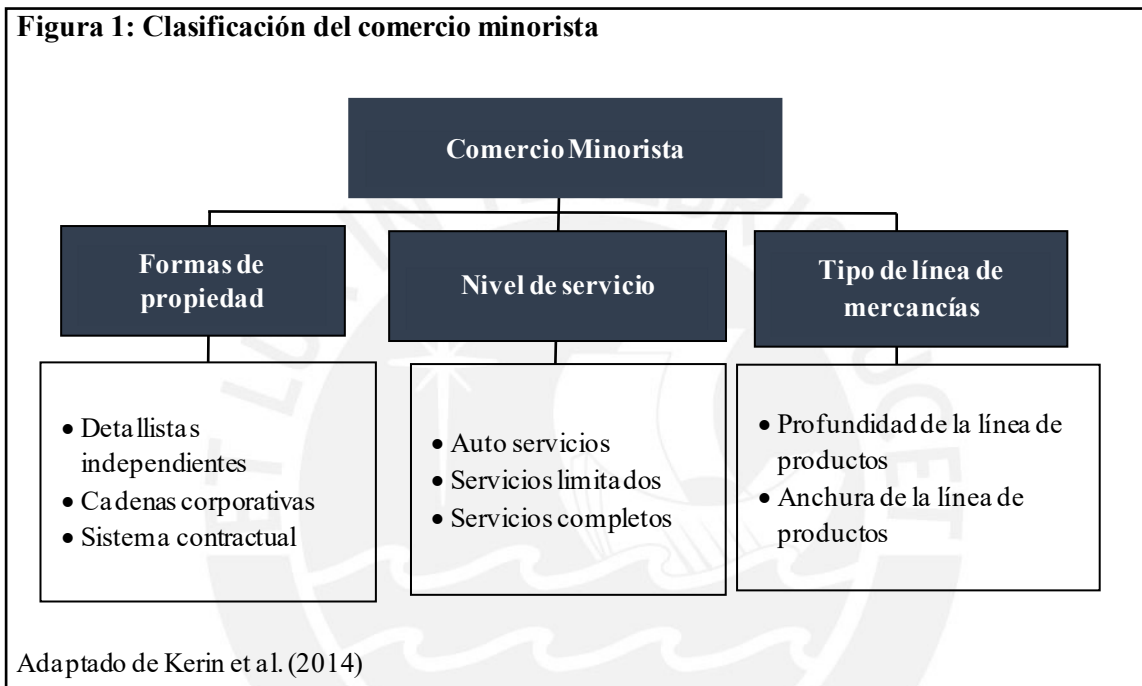 Figura 1: Clasificación del comercio minorista
Comercio Minorista
Formas de
propiedad
Nivel de servicio
Tipo de línea de
mercancías
• Detallistas
independientes
• Cadenas corporativas
• Sistema contractual
• Auto servicios
• Servicios limitados
• Servicios completos
• Profundidad de la línea de
productos
• Anchura de la línea de
productos
Adaptado de Kerin et al. (2014)